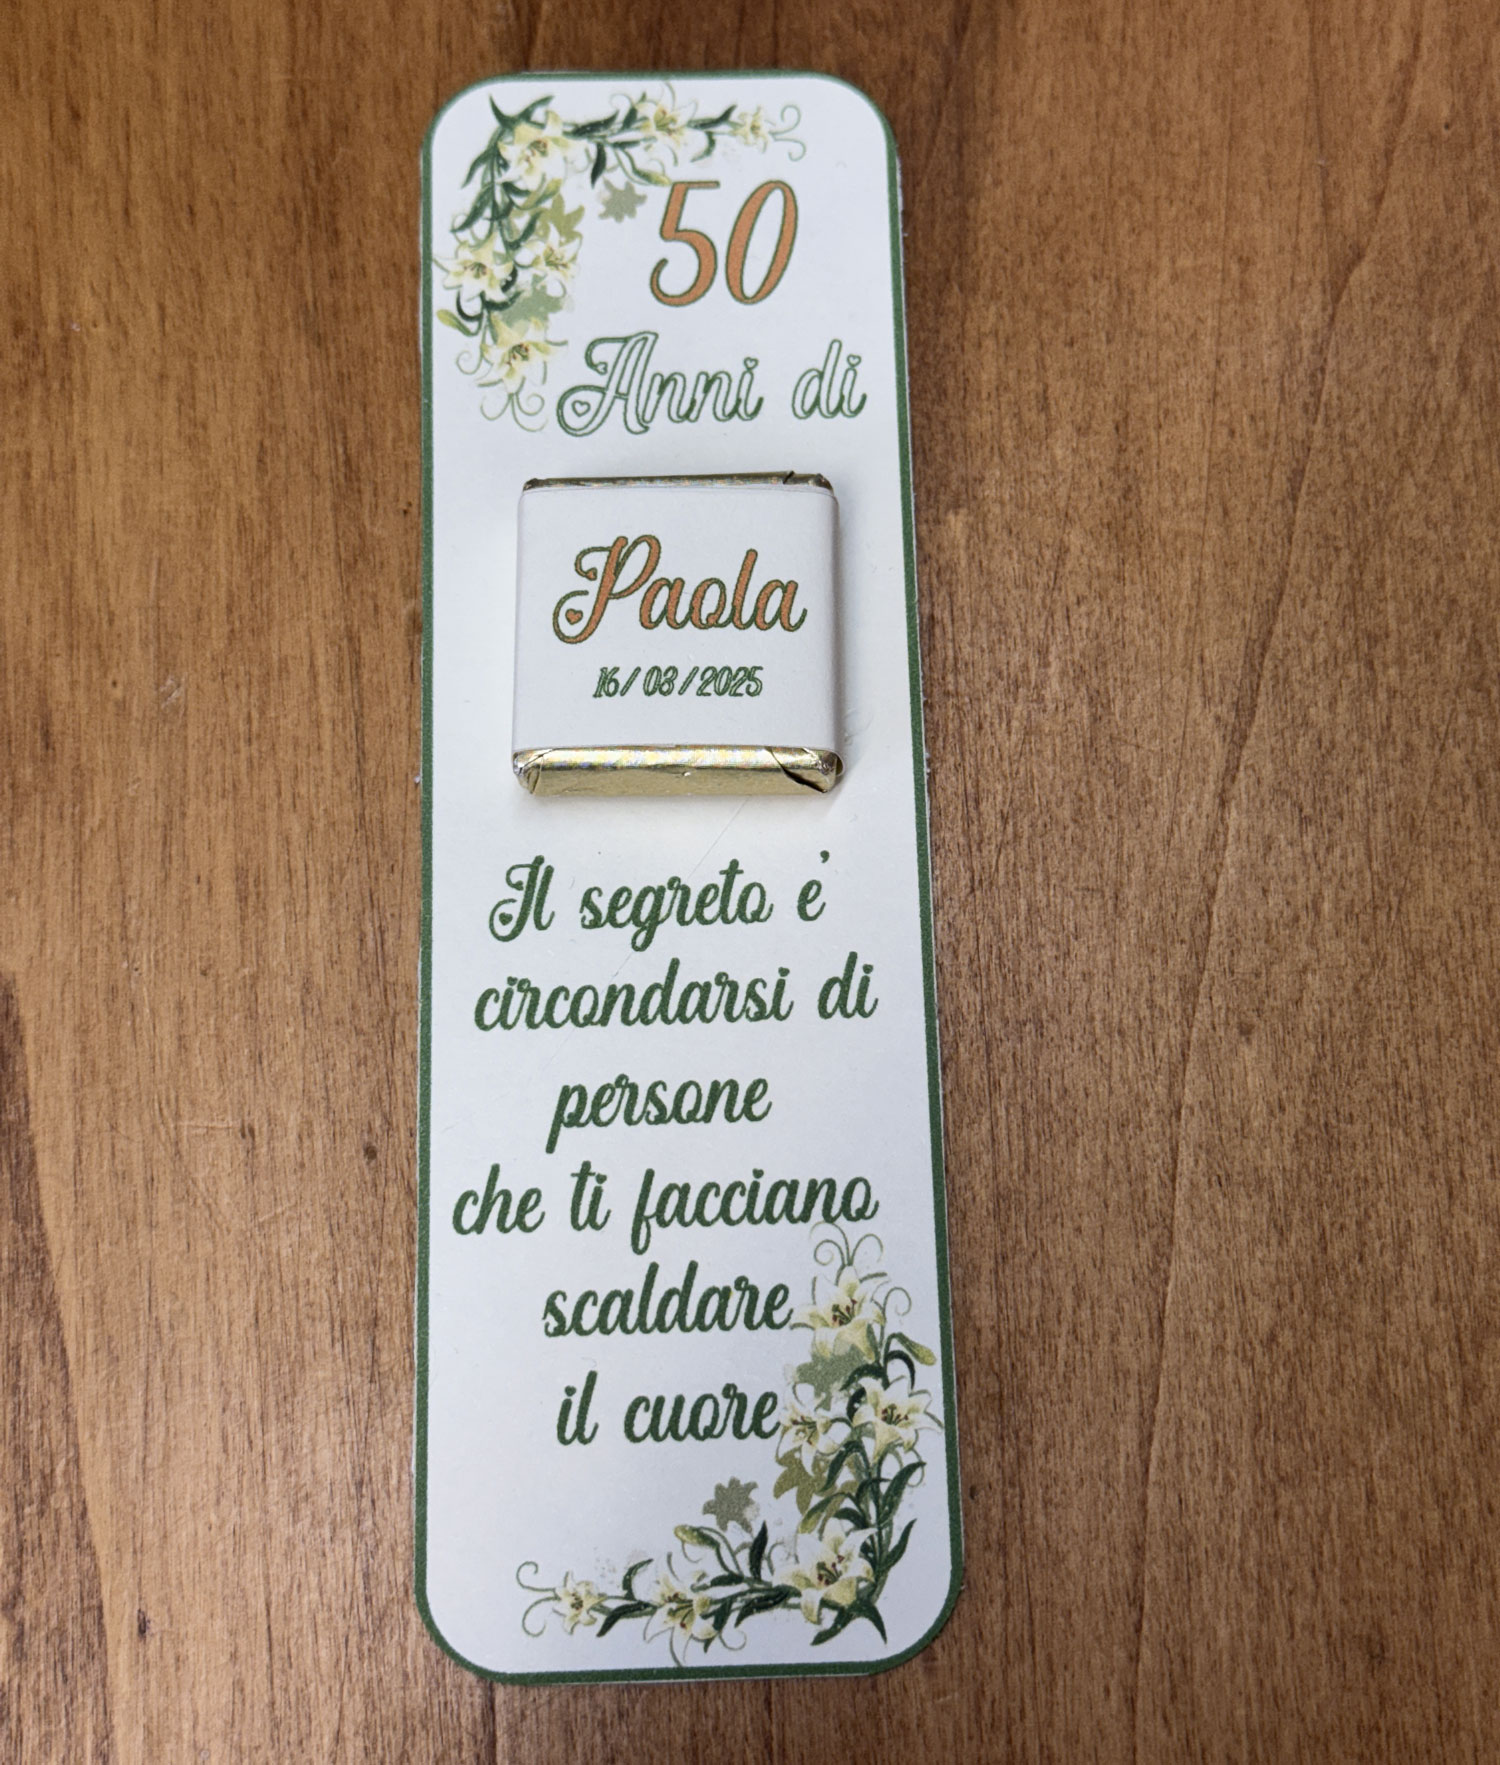 50
Anni di
Paola
16/03/2025
Il segreto e'
circondarsi di
persone
che ti facciano
scaldare
il cuore